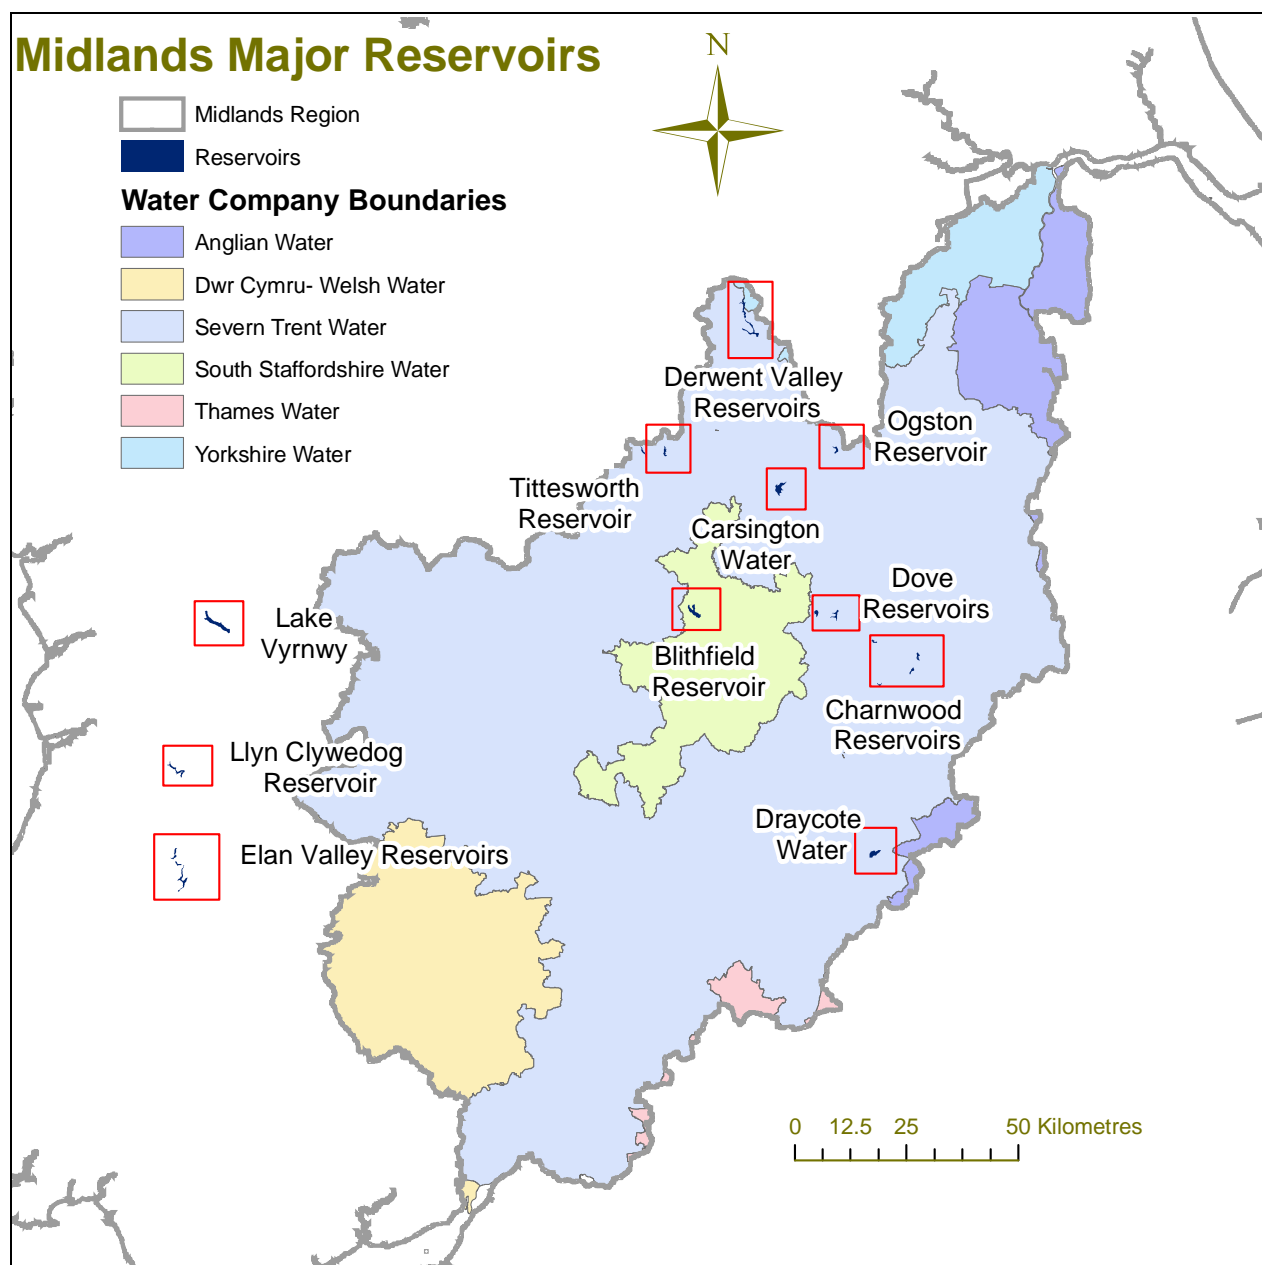 Midlands Major Reservoirs
N
Midlands Region
Reservoirs
Water Company Boundaries
Anglian Water
Dwr Cymru- Welsh Water
Severn Trent Water
South Staffordshire Water
Thames Water
Yorkshire Water
Derwent Valley
Reservoirs
Ogston
Reservoir
Tittesworth
Reservoir
Carsington
Water
Dove
Reservoirs
Lake
Vyrnwy
Blithfield
Reservoir
Charnwood
Reservoirs
Llyn Clywedog
Reservoir
Draycote
Water
Elan Valley Reservoirs
0 12.5 25 50 Kilometres